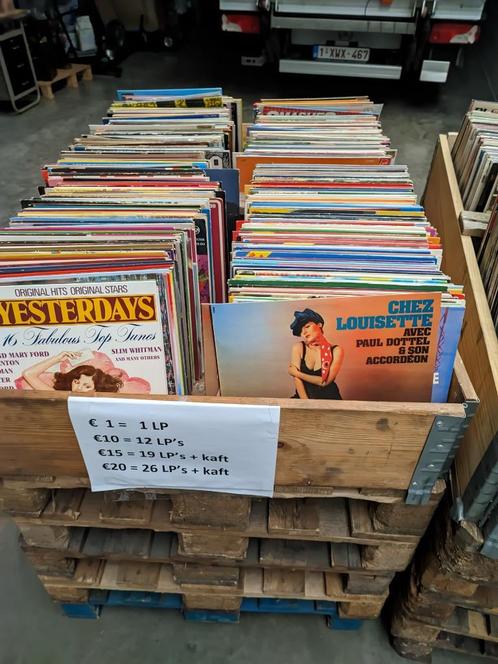 1-XWX-467
ORIGINAL HITS ORIGINAL STARS
YESTERDAYS
16 Fabulous Top Tunes
MARY FORD
SLIM WHITMAN
AND MANY OTHERS
CHEZ
LOUISETTE
AVEC
PAUL DOTTEL
& SON
ACCORDÉON
€ 1 = 1 LP
€10 = 12 LP's
€15 = 19 LP's + kaft
€20 = 26 LP's + kaft